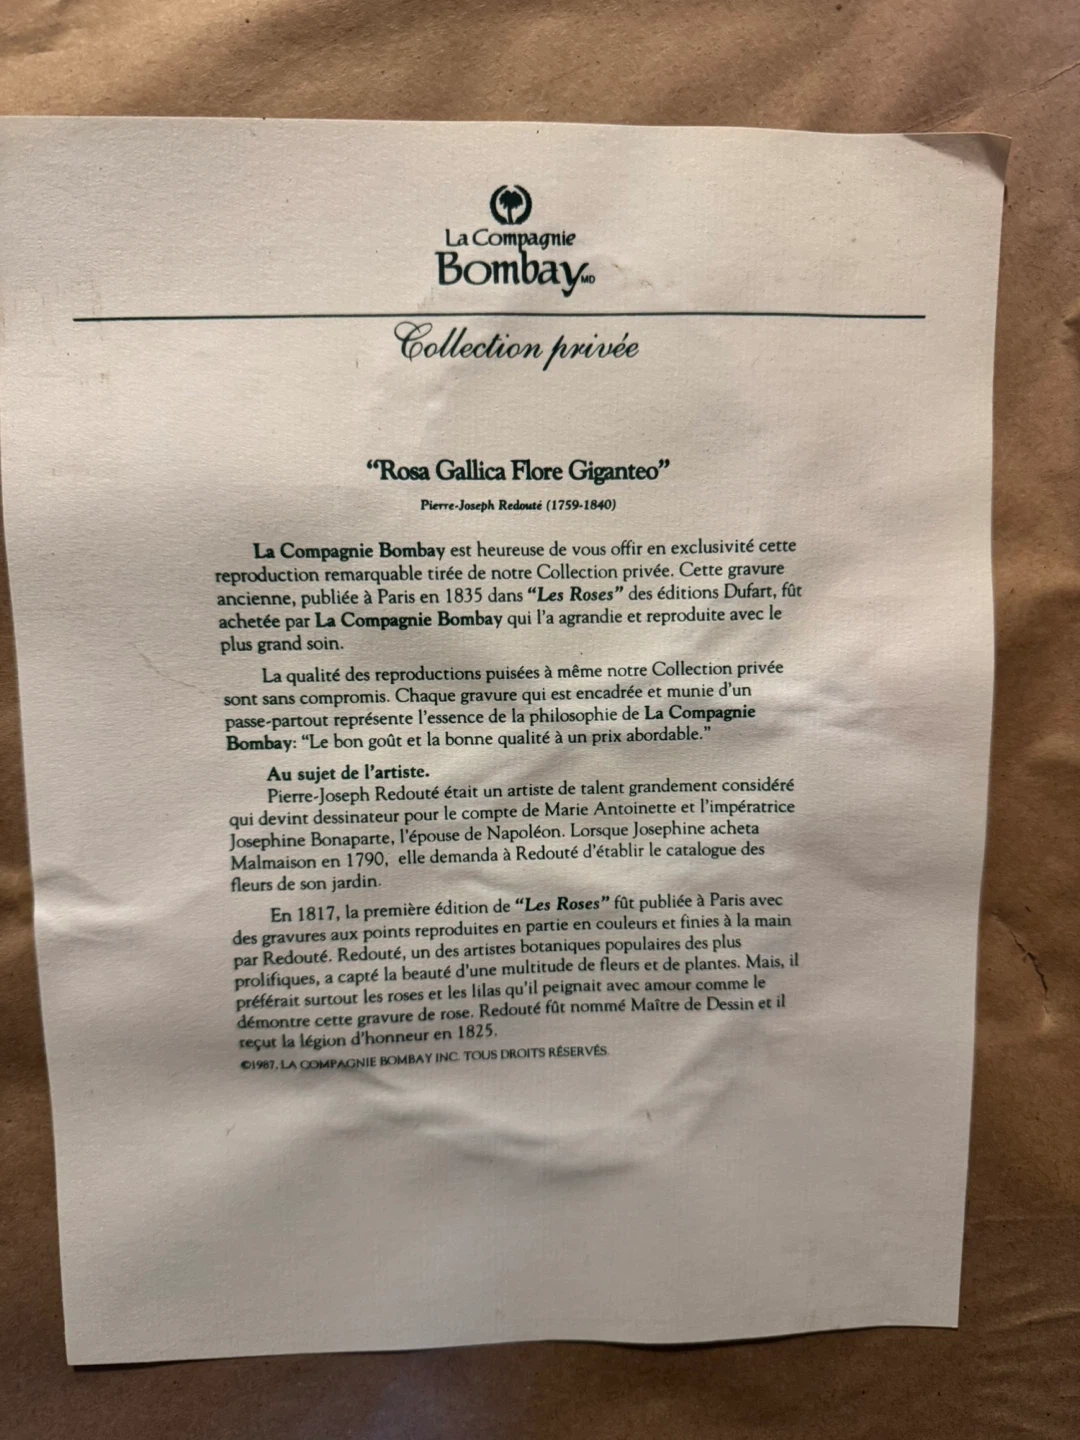 La Compagnie
Bombay MD
Collection privée
“Rosa Gallica Flore Giganteo”
Pierre-Joseph Redouté (1759-1840)
La Compagnie Bombay est heureuse de vous offir en exclusivité cette
reproduction remarquable tirée de notre Collection privée. Cette gravure
ancienne, publiée à Paris en 1835 dans “Les Roses” des éditions Dufart, fût
achetée par La Compagnie Bombay qui l’a agrandie et reproduite avec le
plus grand soin.
La qualité des reproductions puisées à même notre Collection privée
sont sans compromis. Chaque gravure qui est encadrée et munie d’un
passe-partout représente l’essence de la philosophie de La Compagnie
Bombay: “Le bon goût et la bonne qualité à un prix abordable.”
Au sujet de l’artiste.
Pierre-Joseph Redouté était un artiste de talent grandement considéré
qui devint dessinateur pour le compte de Marie Antoinette et l’impératrice
Josephine Bonaparte, l’épouse de Napoléon. Lorsque Josephine acheta
Malmaison en 1790, elle demanda à Redouté d’établir le catalogue des
fleurs de son jardin.
En 1817, la première édition de “Les Roses” fût publiée à Paris avec
des gravures aux points reproduites en partie en couleurs et finies à la main
par Redouté. Redouté, un des artistes botaniques populaires des plus
prolifiques, a capté la beauté d’une multitude de fleurs et de plantes. Mais, il
préférait surtout les roses et les lilas qu’il peignait avec amour comme le
démontre cette gravure de rose. Redouté fût nommé Maître de Dessin et il
reçut la légion d’honneur en 1825.
©1987, LA COMPAGNIE BOMBAY INC. TOUS DROITS RÉSERVÉS.